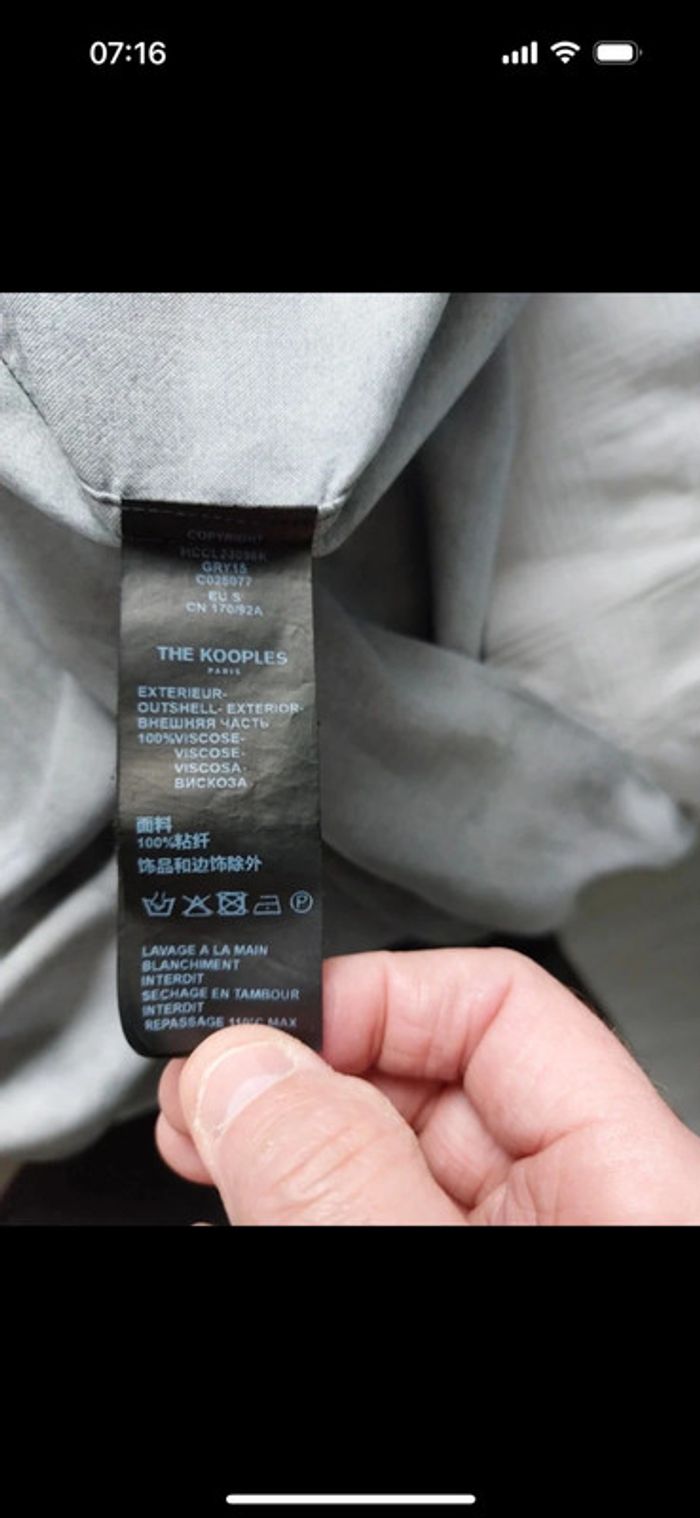 07:16
COPYRIGHT
GRY15
C025077
EU S
CN 170/92A
THE KOOPLES
PARIS
EXTERIEUR-
OUTSHELL- EXTERIOR-
ВНЕШНЯЯ ЧАСТЬ
100%VISCOSE-
VISCOSE-
VISCOSA-
ВИСКОЗА
面料
100%粘纤
饰品和边饰除外
P
LAVAGE A LA MAIN
BLANCHIMENT
INTERDIT
SECHAGE EN TAMBOUR
INTERDIT
REPASSAGE 110°C MAX